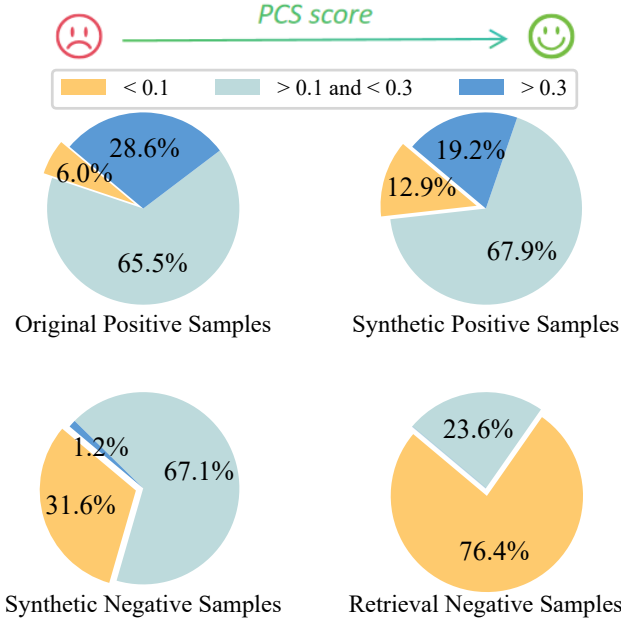 PCS score
< 0.1
> 0.1 and < 0.3
> 0.3
28.6%
6.0%
65.5%
Original Positive Samples
19.2%
12.9%
67.9%
Synthetic Positive Samples
1.2%
67.1%
31.6%
Synthetic Negative Samples
23.6%
76.4%
Retrieval Negative Samples